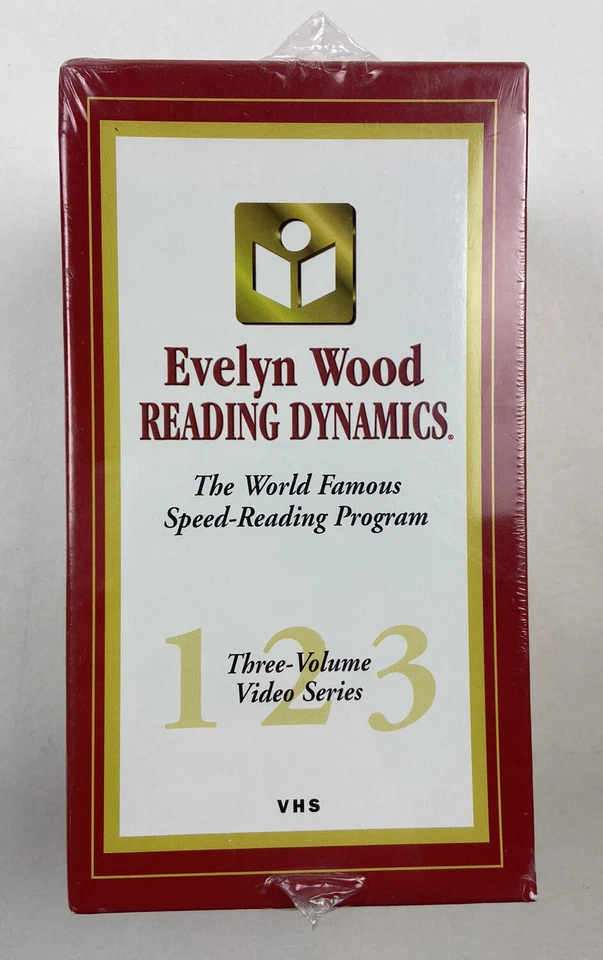 Evelyn Wood
READING DYNAMICS®
The World Famous
Speed-Reading Program
1 2 3
Three-Volume
Video Series
VHS